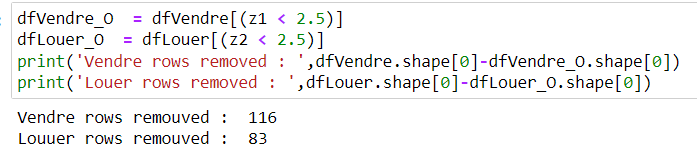 dfVendre_O  = dfVendre[(z1 < 2.5)]
dfLouer_O  = dfLouer[(z2 < 2.5)]
print('Vendre rows removed : ',dfVendre.shape[0]-dfVendre_O.shape[0])
print('Louer rows removed : ',dfLouer.shape[0]-dfLouer_O.shape[0])
Vendre rows remouved :  116
Louuer rows remouved :  83